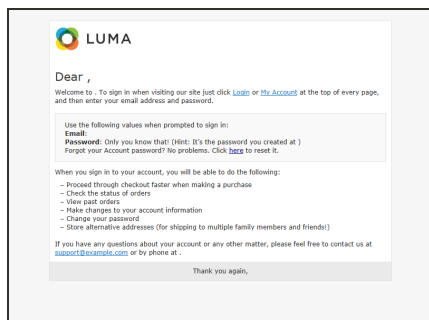 LUMA
Dear ,
Welcome to . To sign in when visiting our site just click Login or My Account at the top of every page,
and then enter your email address and password.
Use the following values when prompted to sign in:
Email:
Password: Only you know that! (Hint: It's the password you created at )
Forgot your Account password? No problems. Click here to reset it.
When you sign in to your account, you will be able to do the following:
– Proceed through checkout faster when making a purchase
– Check the status of orders
– View past orders
– Make changes to your account information
– Change your password
– Store alternative addresses (for shipping to multiple family members and friends!)
If you have any questions about your account or any other matter, please feel free to contact us at
support@example.com or by phone at .
Thank you again,